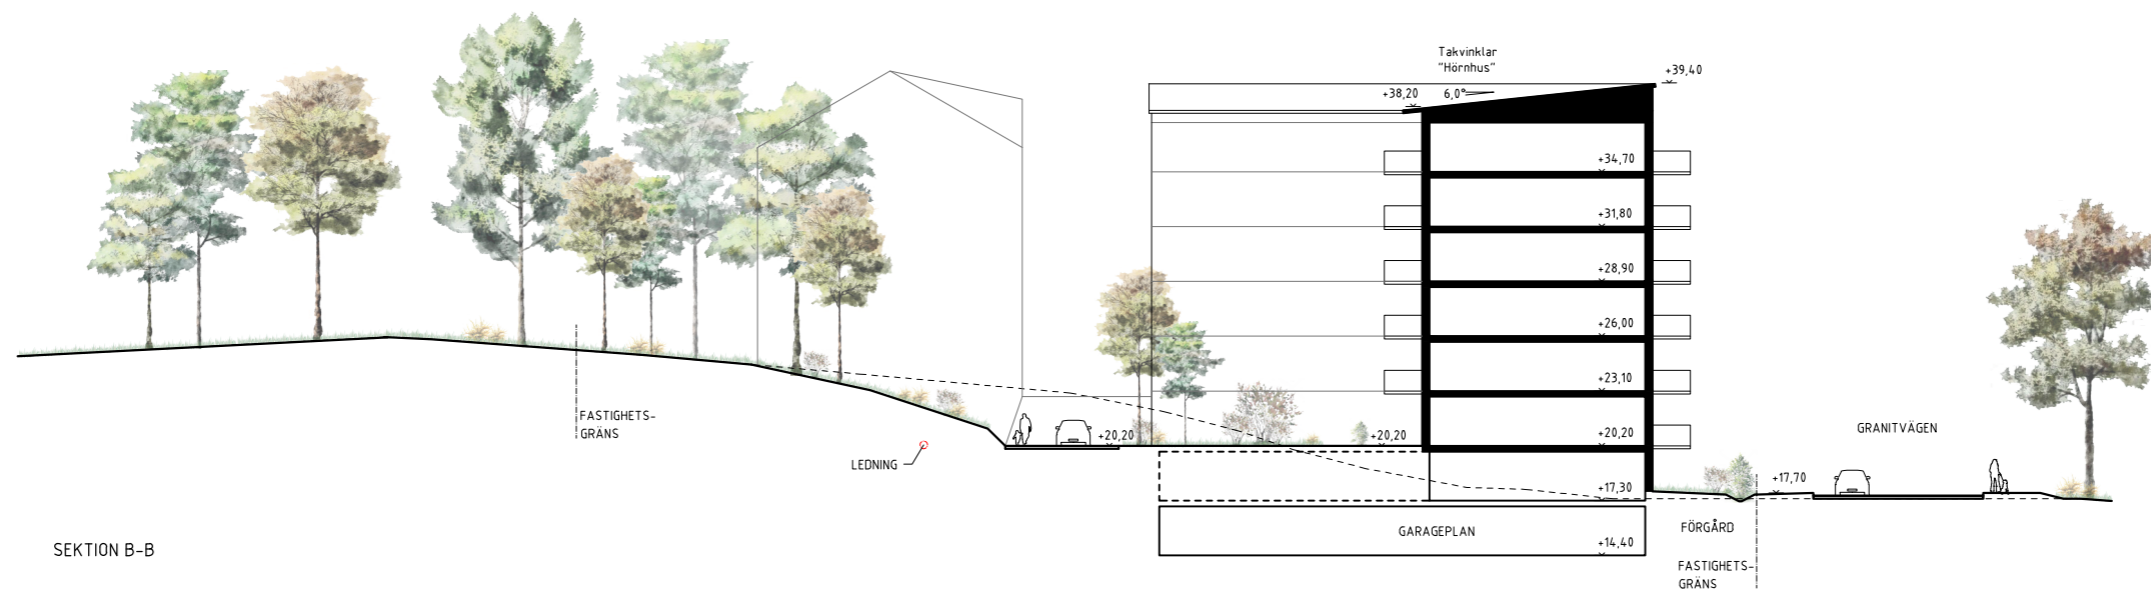 Takvinklar
"Hörnhus"
+39,40
+38,20
6,0°
+34,70
+31,80
+28,90
+26,00
+23,10
FASTIGHETS-
GRÄNS
+20,20
+20,20
+20,20
GRANITVÄGEN
LEDNING
+17,70
+17,30
GARAGEPLAN
FÖRGÅRD
+14,40
SEKTION B-B
FASTIGHETS-
GRÄNS